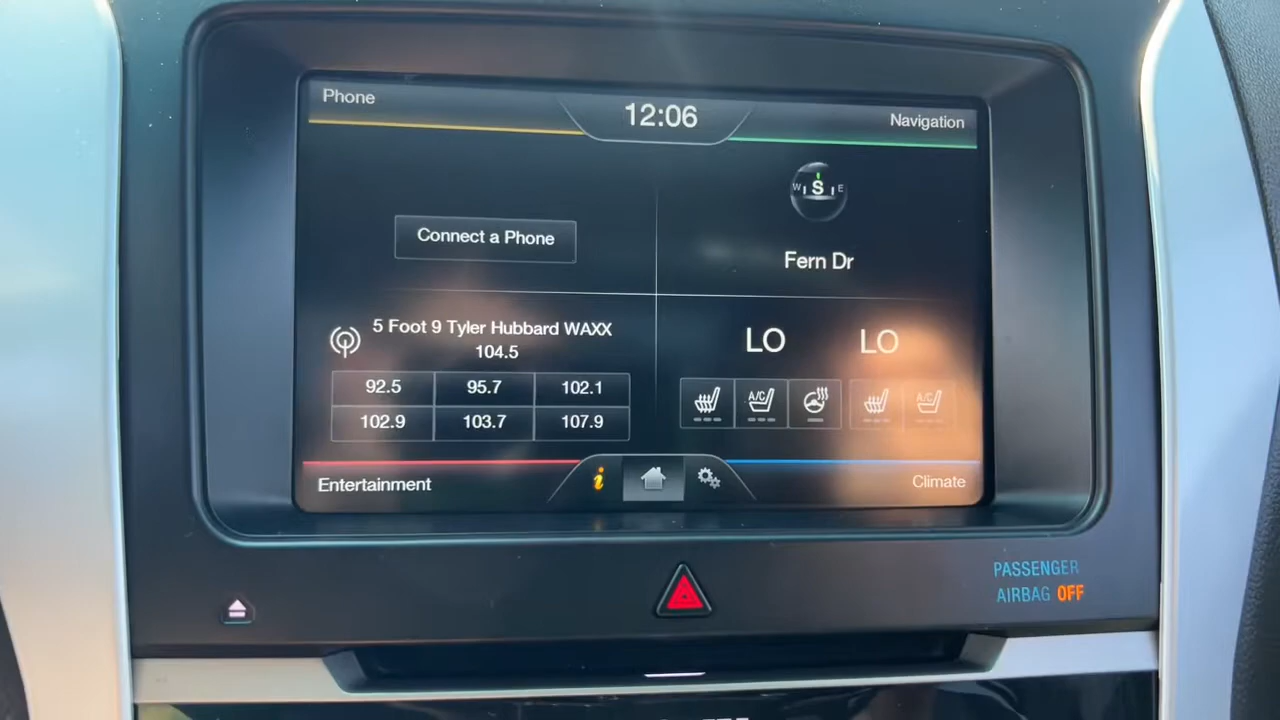 Phone
12:06
Navigation
W S E
Connect a Phone
Fern Dr
5 Foot 9 Tyler Hubbard WAXX
104.5
92.5 95.7 102.1
102.9 103.7 107.9
LO LO
A/C A/C
Entertainment
i
Climate
PASSENGER
AIRBAG OFF